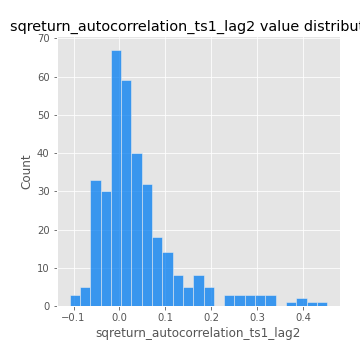 sqreturn_autocorrelation_ts1_lag2 value distribut
70
60
50
40
30
20
10
0
Count
−0.1 0.0 0.1 0.2 0.3 0.4
sqreturn_autocorrelation_ts1_lag2